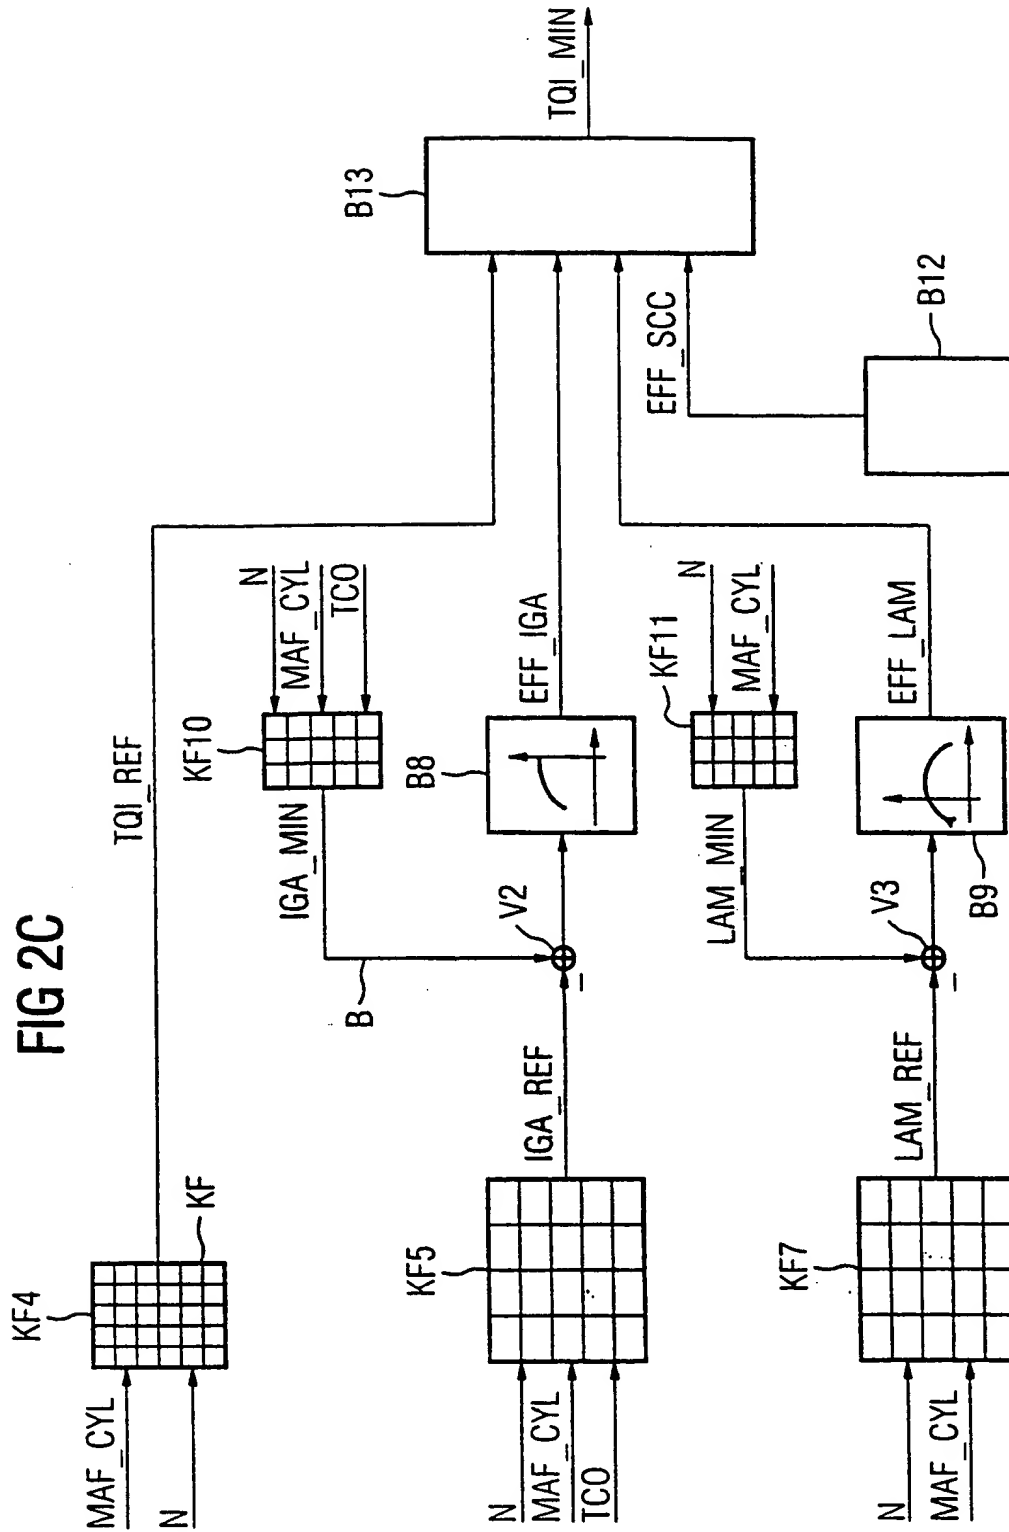 FIG 2C
MAF_CYL
N
KF4
KF
TQI_REF
N
MAF_CYL
TCO
KF10
IGA_MIN
B
N
MAF_CYL
TCO
KF5
IGA_REF
V2
B8
EFF_IGA
N
MAF_CYL
KF11
LAM_MIN
N
MAF_CYL
KF7
LAM_REF
V3
B9
EFF_LAM
EFF_SCC
B12
B13
TQI_MIN